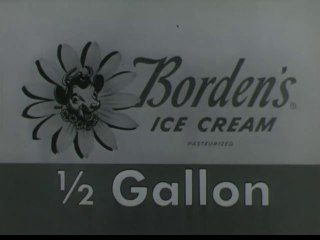 Borden's®
ICE CREAM
PASTEURIZED
½ Gallon